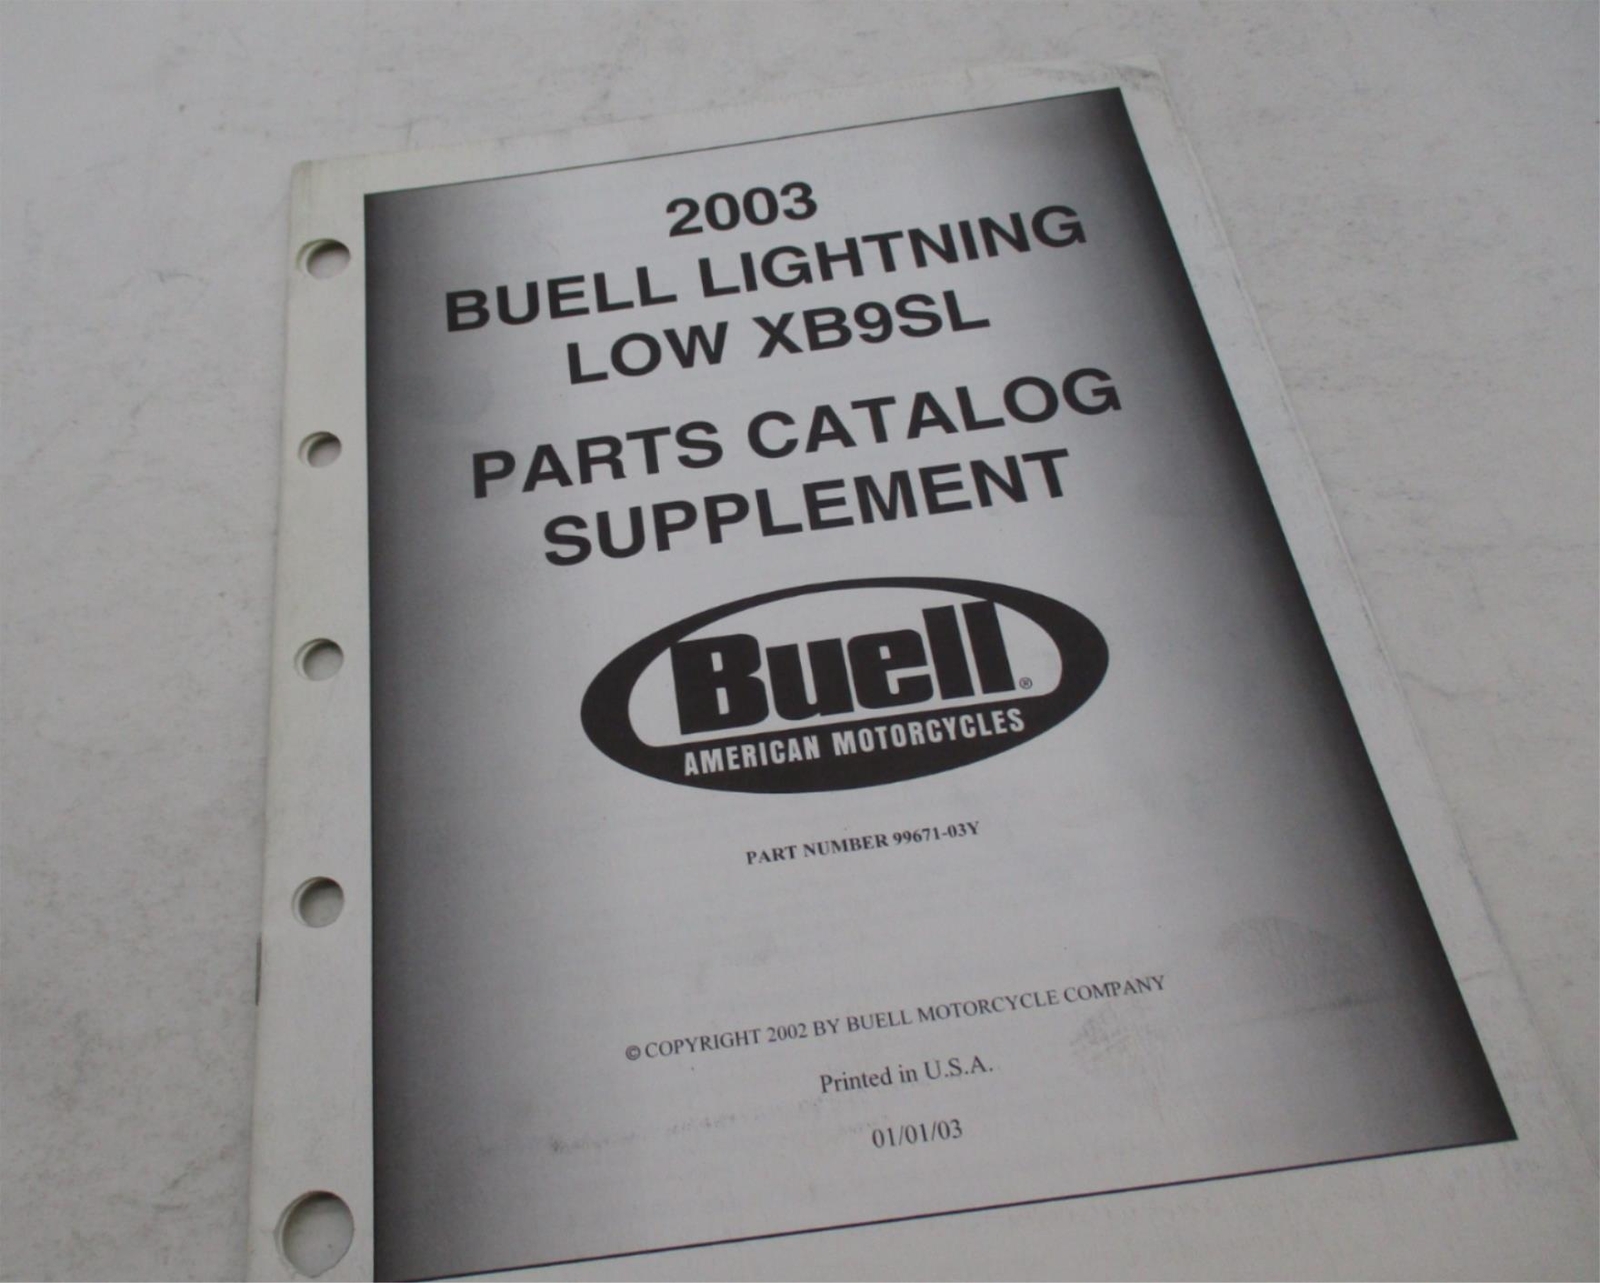 2003
BUELL LIGHTNING
LOW XB9SL
PARTS CATALOG
SUPPLEMENT
Buell®
AMERICAN MOTORCYCLES
PART NUMBER 99671-03Y
© COPYRIGHT 2002 BY BUELL MOTORCYCLE COMPANY
Printed in U.S.A.
01/01/03